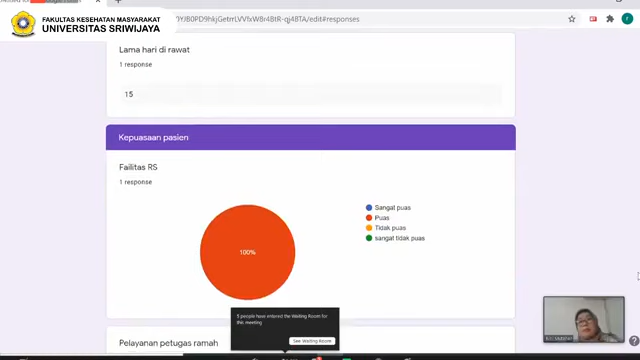 FAKULTAS KESEHATAN MASYARAKAT
UNIVERSITAS SRIWIJAYA
Lama hari di rawat
1 response
15
Kepuasaan pasien
Failitas RS
1 response
100%
Sangat puas
Puas
Tidak puas
sangat tidak puas
5 people have entered the Waiting Room for
this meeting
See Waiting Room
Pelayanan petugas ramah